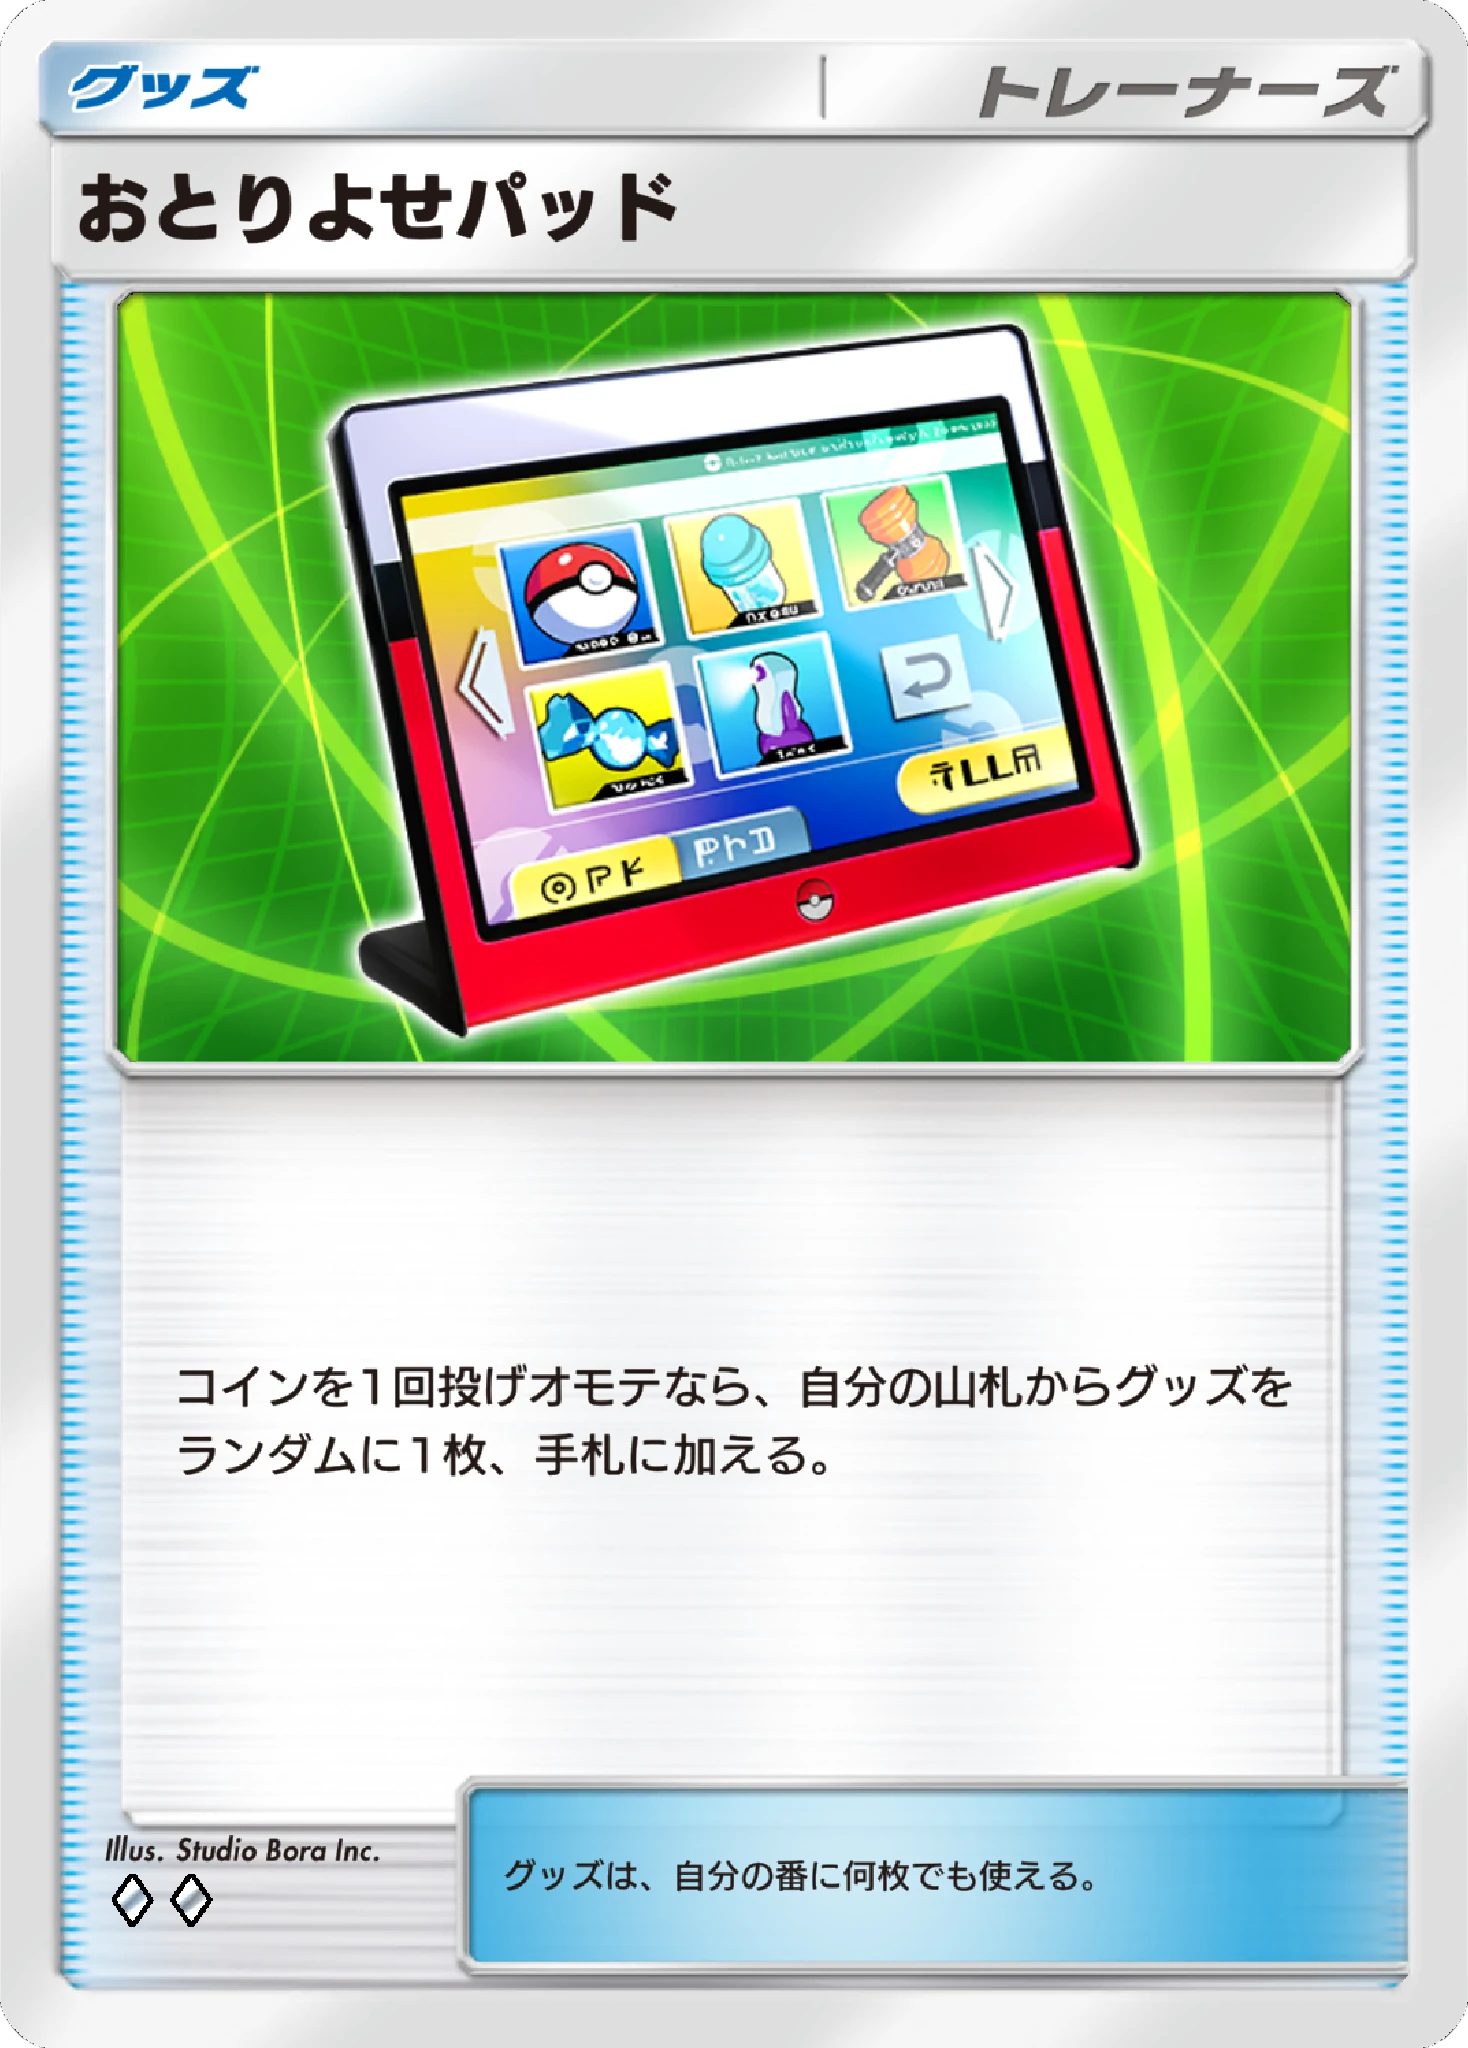 グッズ
トレーナーズ
おとりよせパッド
コインを1回投げオモテなら、自分の山札からグッズを
ランダムに1枚、手札に加える。
Illus. Studio Bora Inc.
グッズは、自分の番に何枚でも使える。